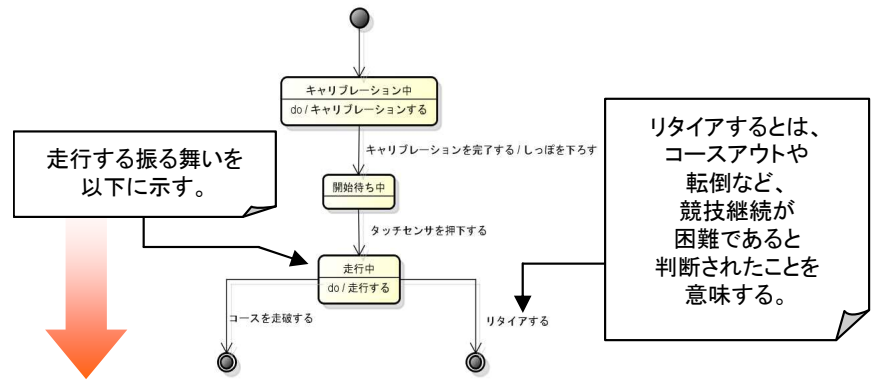 キャリブレーション中
do / キャリブレーションする
キャリブレーションを完了する / しっぽを下ろす
開始待ち中
タッチセンサを押下する
走行中
do / 走行する
コースを走破する
リタイアする
走行する振る舞いを
以下に示す。
リタイアするとは、
コースアウトや
転倒など、
競技継続が
困難であると
判断されたことを
意味する。